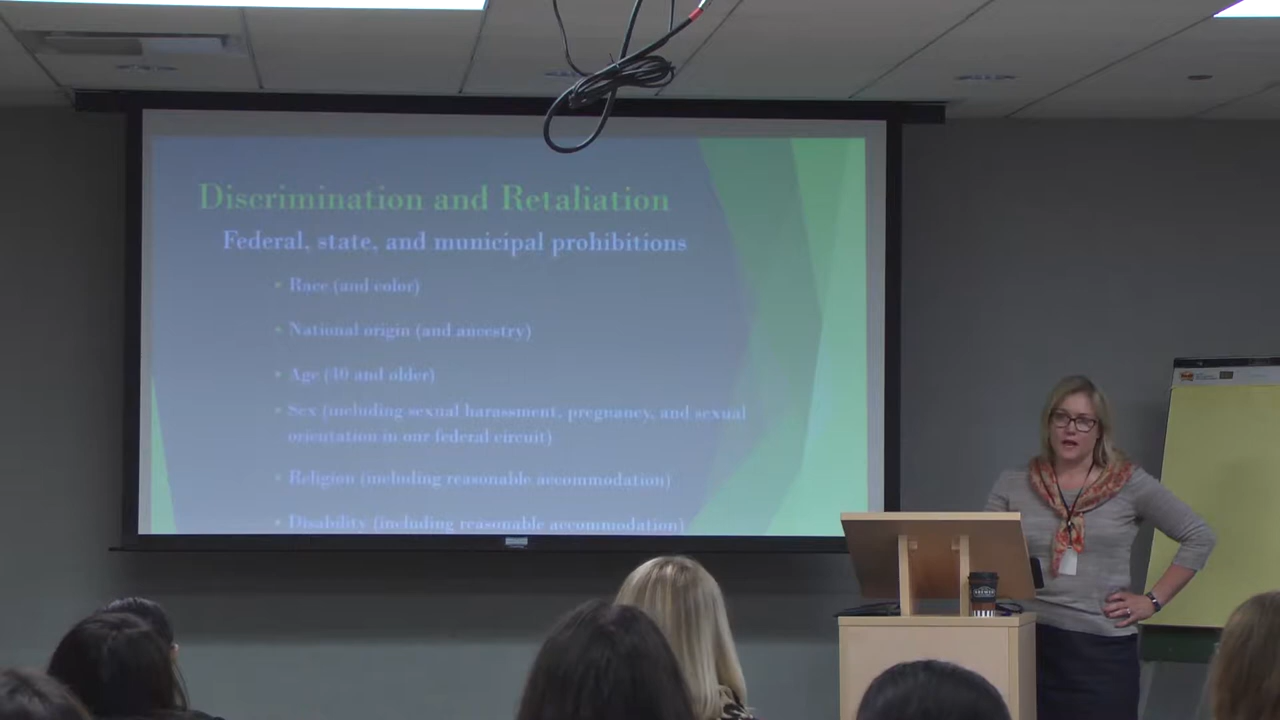 Discrimination and Retaliation
Federal, state, and municipal prohibitions
• Race (and color)
• National origin (and ancestry)
• Age (40 and older)
• Sex (including sexual harassment, pregnancy, and sexual
orientation in our federal circuit)
• Religion (including reasonable accommodation)
• Disability (including reasonable accommodation)